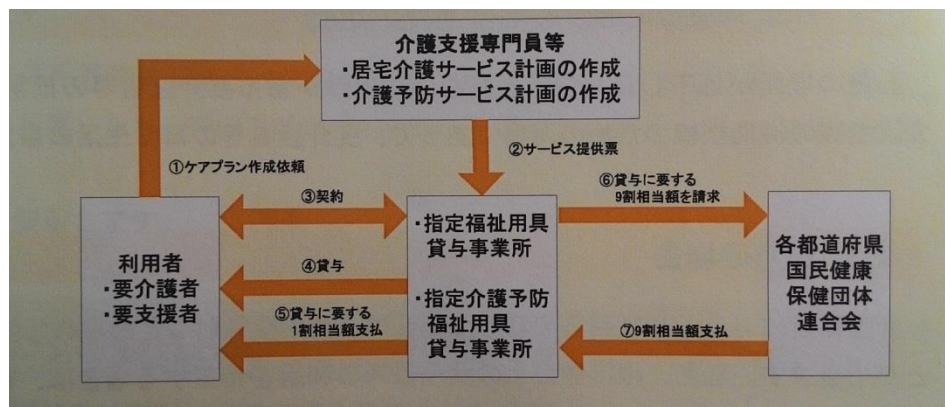 介護支援専門員等
・居宅介護サービス計画の作成
・介護予防サービス計画の作成
①ケアプラン作成依頼
②サービス提供票
③契約
⑥貸与に要する
9割相当額を請求
利用者
・要介護者
・要支援者
④貸与
⑤貸与に要する
1割相当額支払
・指定福祉用具
貸与事業所
・指定介護予防
福祉用具
貸与事業所
⑦9割相当額支払
各都道府県
国民健康
保健団体
連合会